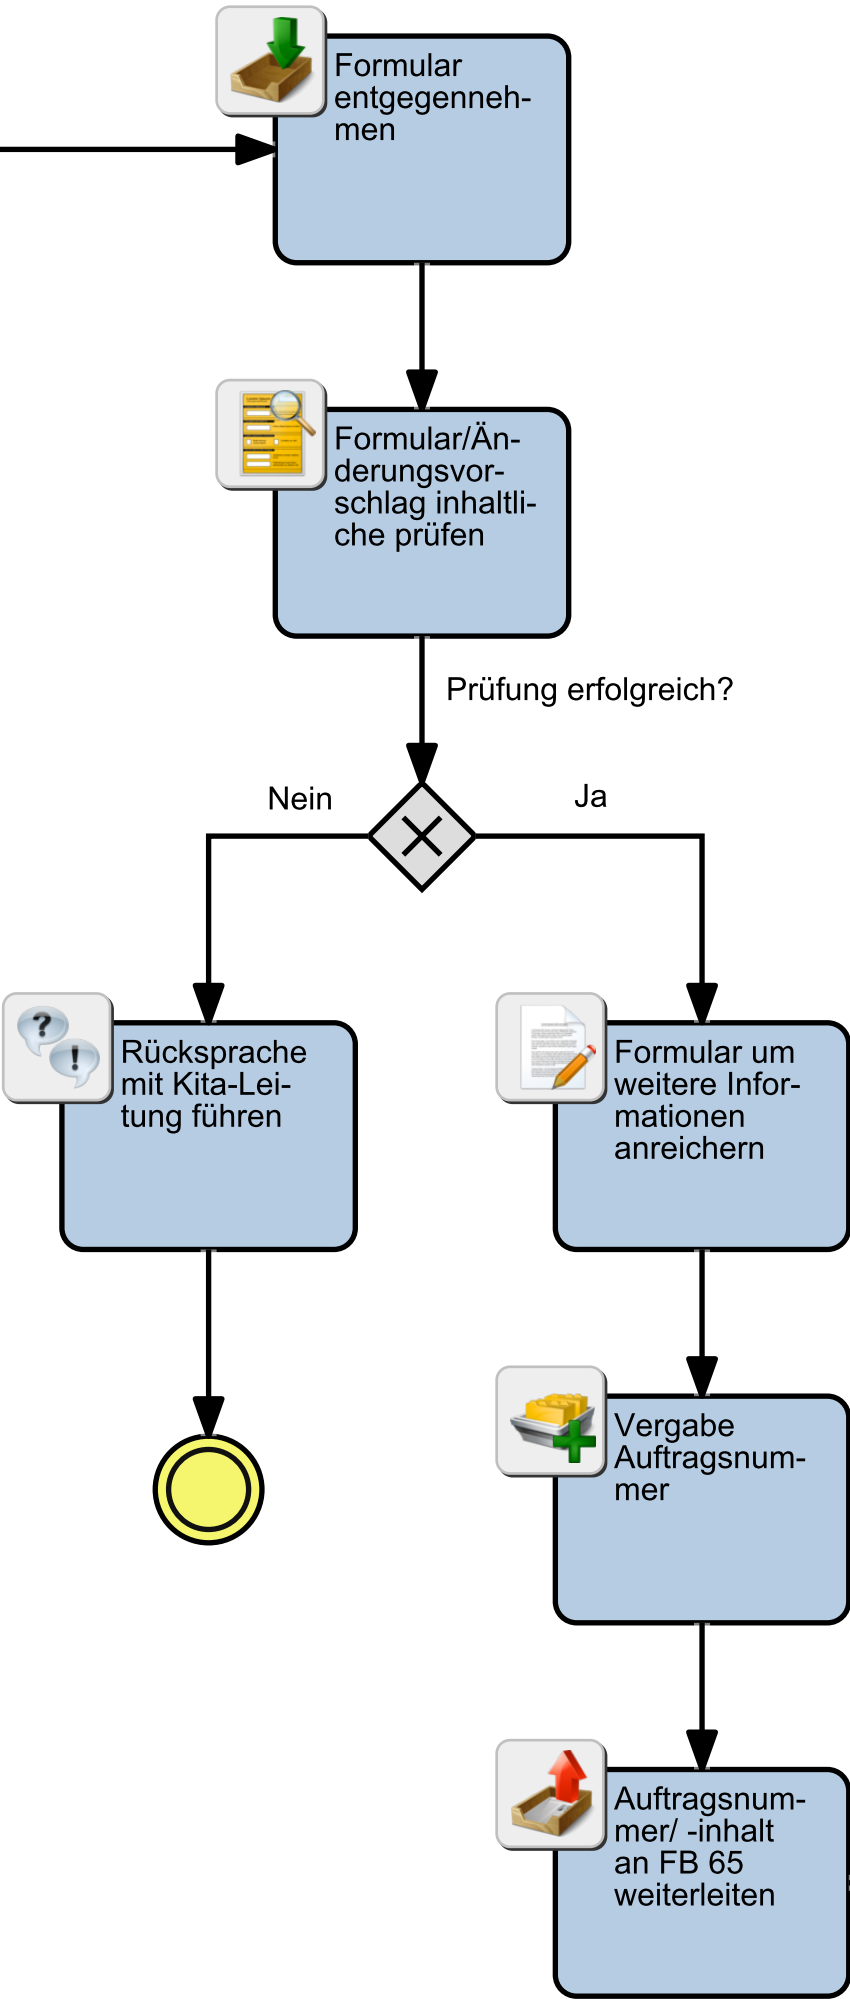 Formular
entgegenneh-
men
Formular/Än-
derungsvor-
schlag inhaltli-
che prüfen
Prüfung erfolgreich?
Nein
Ja
Rücksprache
mit Kita-Lei-
tung führen
Formular um
weitere Infor-
mationen
anreichern
Vergabe
Auftragsnum-
mer
Auftragsnum-
mer/ -inhalt
an FB 65
weiterleiten